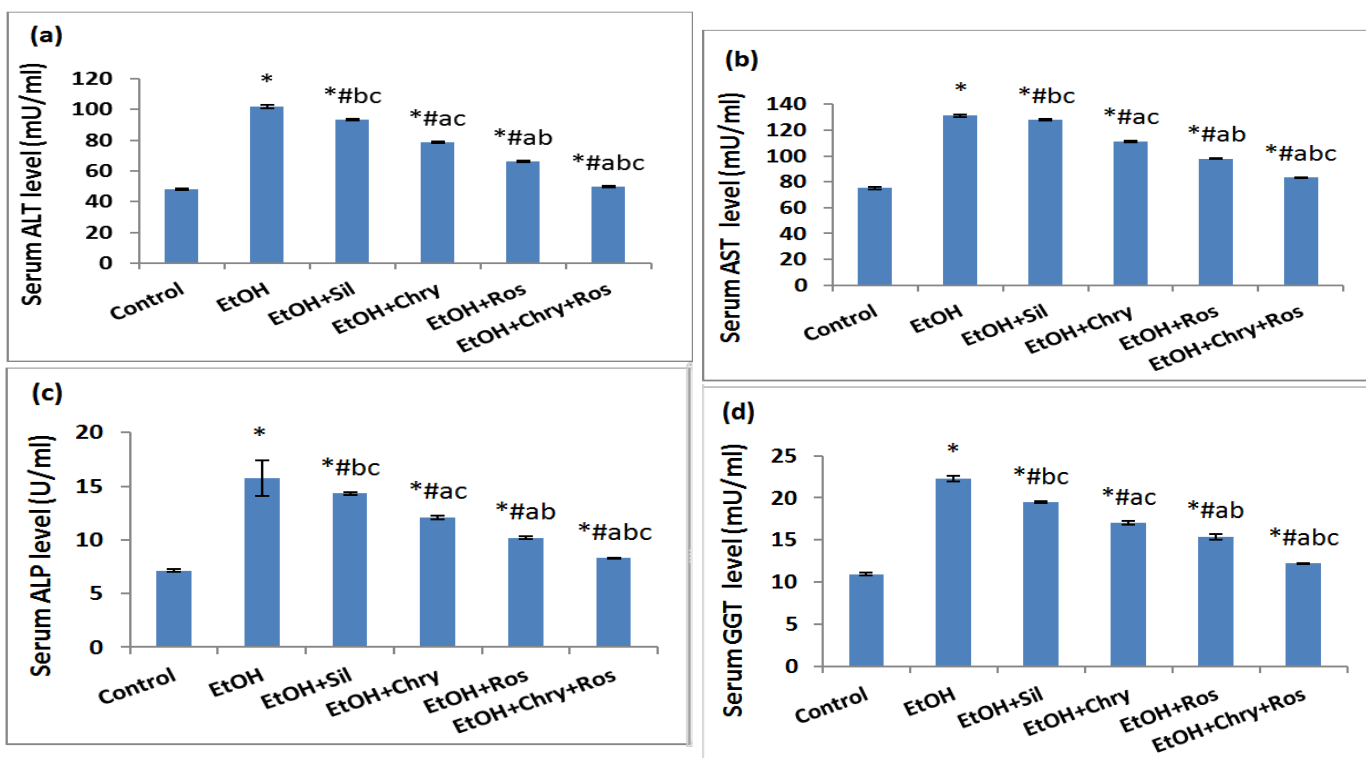 (a)
Serum ALT level (mU/ml)
120
100
80
60
40
20
0
*
*#bc
*#ac
*#ab
*#abc
Control
EtOH
EtOH+Sil
EtOH+Chry
EtOH+Ros
EtOH+Chry+Ros
(b)
Serum AST level (mU/ml)
140
120
100
80
60
40
20
0
*
*#bc
*#ac
*#ab
*#abc
Control
EtOH
EtOH+Sil
EtOH+Chry
EtOH+Ros
EtOH+Chry+Ros
(c)
Serum ALP level (U/ml)
20
15
10
5
0
*
*#bc
*#ac
*#ab
*#abc
Control
EtOH
EtOH+Sil
EtOH+Chry
EtOH+Ros
EtOH+Chry+Ros
(d)
Serum GGT level (mU/ml)
25
20
15
10
5
0
*
*#bc
*#ac
*#ab
*#abc
Control
EtOH
EtOH+Sil
EtOH+Chry
EtOH+Ros
EtOH+Chry+Ros